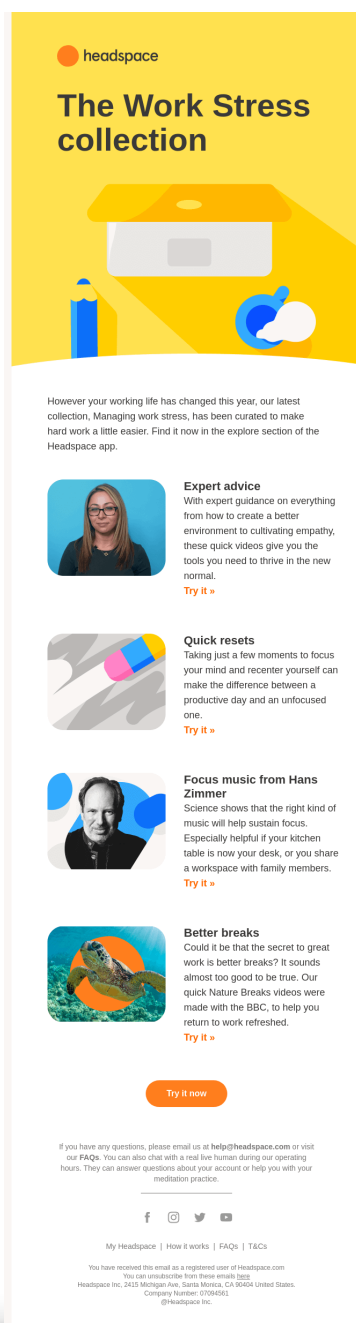 headspace
The Work Stress
collection
However your working life has changed this year, our latest
collection, Managing work stress, has been curated to make
hard work a little easier. Find it now in the explore section of the
Headspace app.
Expert advice
With expert guidance on everything
from how to create a better
environment to cultivating empathy,
these quick videos give you the
tools you need to thrive in the new
normal.
Try it »
Quick resets
Taking just a few moments to focus
your mind and recenter yourself can
make the difference between a
productive day and an unfocused
one.
Try it »
Focus music from Hans
Zimmer
Science shows that the right kind of
music will help sustain focus.
Especially helpful if your kitchen
table is now your desk, or you share
a workspace with family members.
Try it »
Better breaks
Could it be that the secret to great
work is better breaks? It sounds
almost too good to be true. Our
quick Nature Breaks videos were
made with the BBC, to help you
return to work refreshed.
Try it »
Try it now
If you have any questions, please email us at help@headspace.com or visit
our FAQs. You can also chat with a real live human during our operating
hours. They can answer questions about your account or help you with your
meditation practice.
My Headspace | How it works | FAQs | T&Cs
You have received this email as a registered user of Headspace.com
You can unsubscribe from these emails here
Headspace Inc, 2415 Michigan Ave, Santa Monica, CA 90404 United States.
Company Number: 07094561
@Headspace Inc.